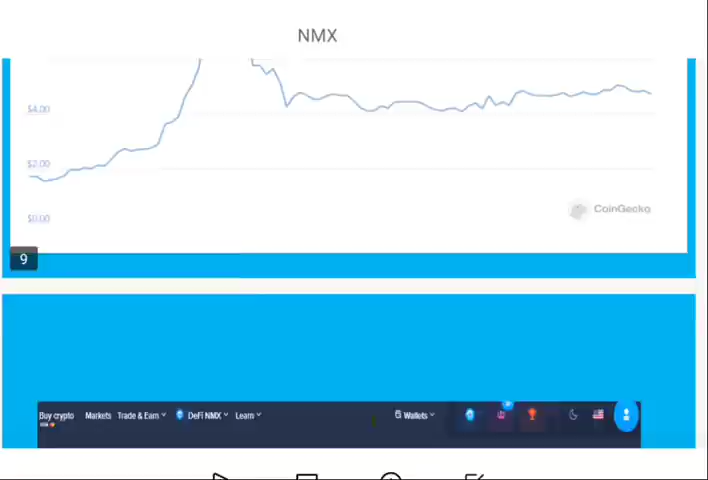 NMX
$4.00
$2.00
$0.00
CoinGecko
9
Buy crypto Markets Trade & Earn DeFi NMX Learn Wallets